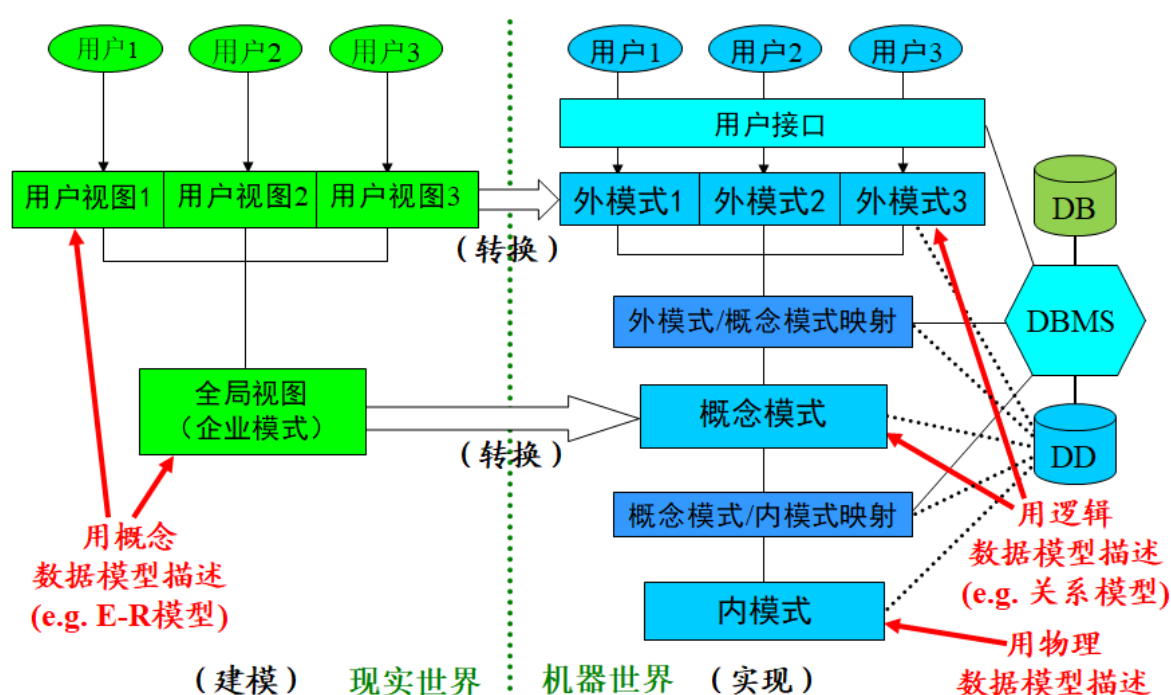 用户1
用户2
用户3
用户1
用户2
用户3
用户接口
用户视图1
用户视图2
用户视图3
外模式1
外模式2
外模式3
DB
（转换）
外模式/概念模式映射
DBMS
全局视图
（企业模式）
概念模式
（转换）
DD
概念模式/内模式映射
用概念
数据模型描述
(e.g. E-R模型)
用逻辑
数据模型描述
(e.g. 关系模型)
内模式
用物理
数据模型描述
（建模）
现实世界
机器世界
（实现）